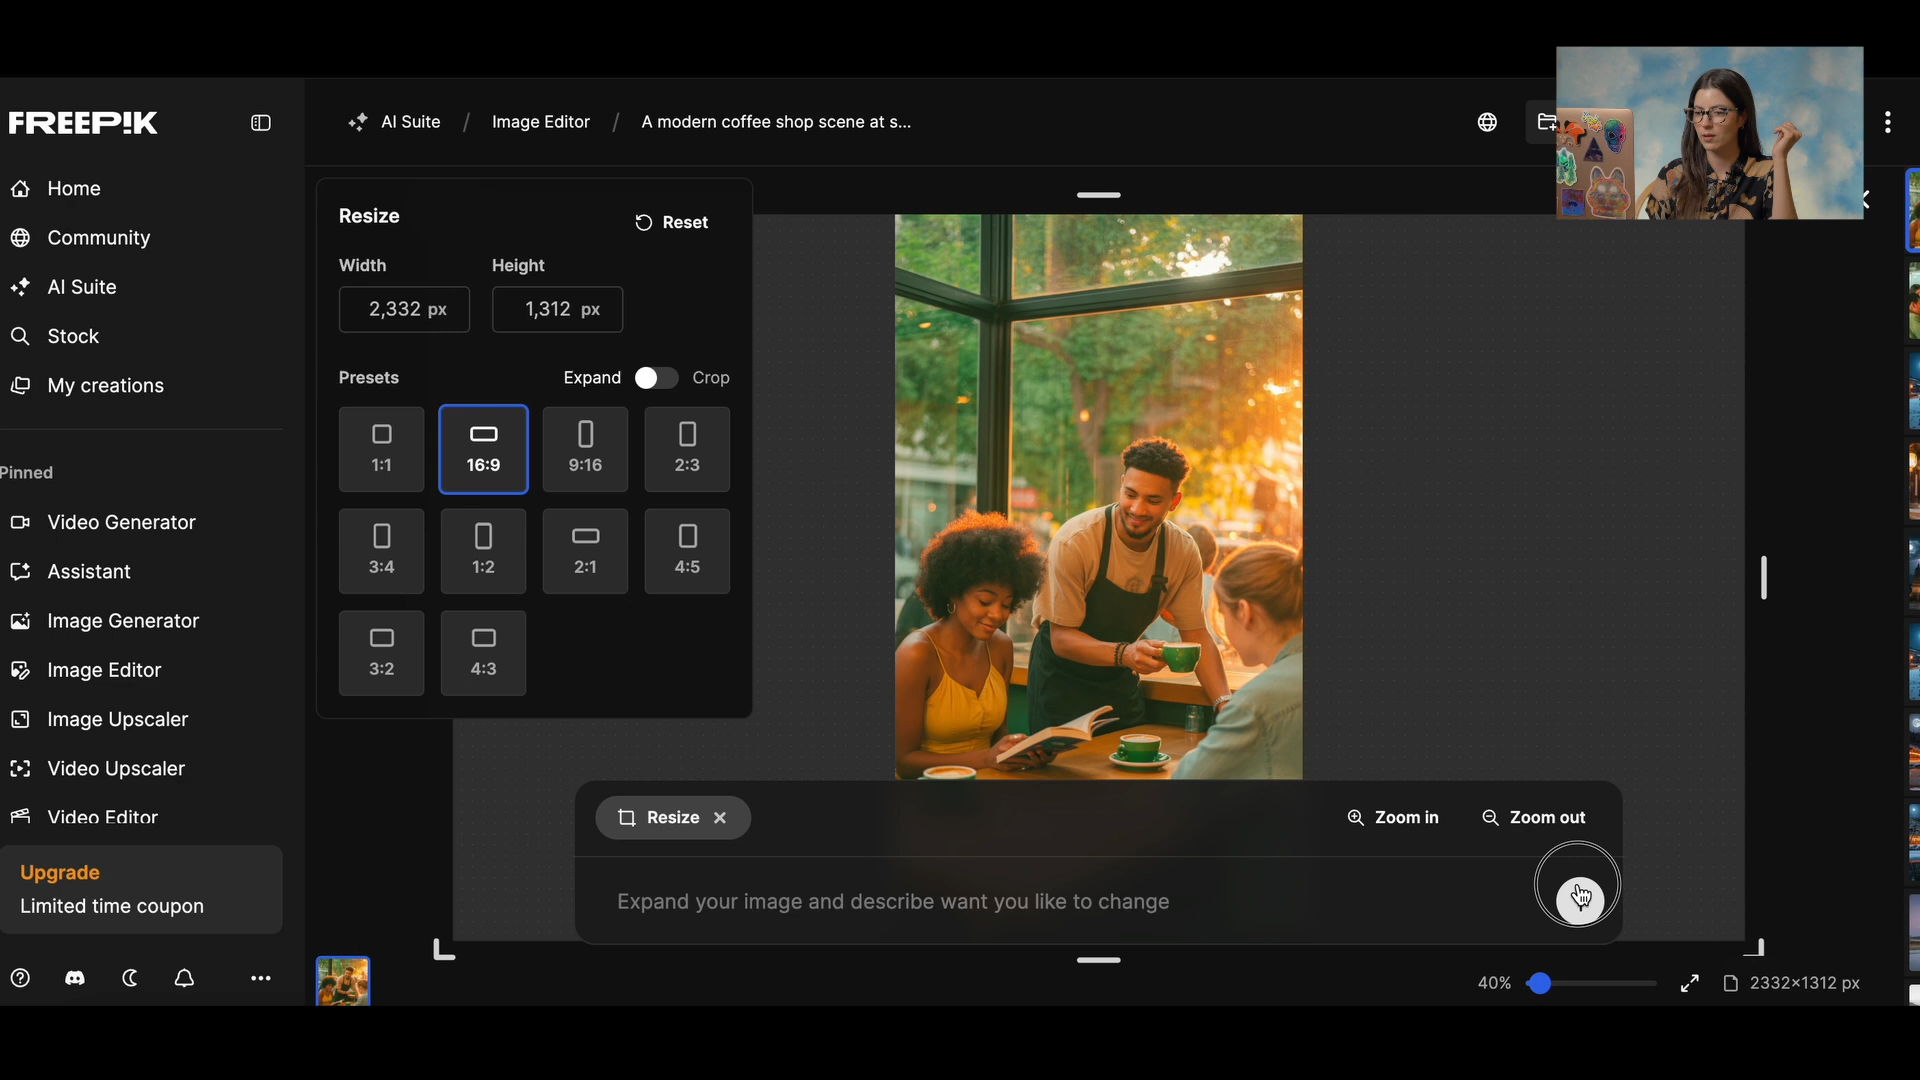 FREEPIK
AI Suite / Image Editor / A modern coffee shop scene at s...
Home
Community
AI Suite
Stock
My creations
Pinned
Video Generator
Assistant
Image Generator
Image Editor
Image Upscaler
Video Upscaler
Video Editor
Upgrade
Limited time coupon
Resize
Reset
Width
Height
2,332 px
1,312 px
Presets
Expand
Crop
1:1
16:9
9:16
2:3
3:4
1:2
2:1
4:5
3:2
4:3
Resize
Zoom in
Zoom out
Expand your image and describe want you like to change
40%
2332×1312 px